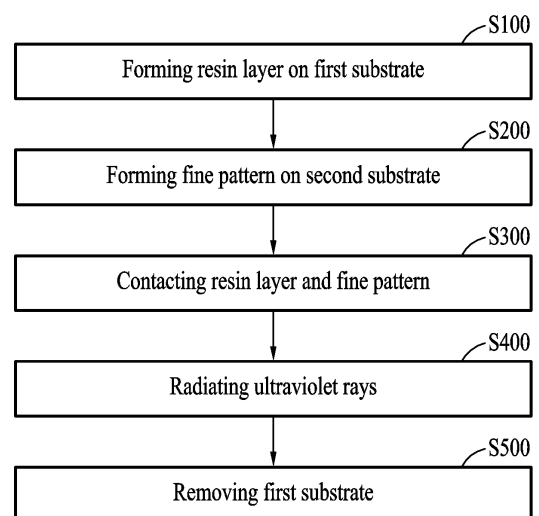 S100
Forming resin layer on first substrate
S200
Forming fine pattern on second substrate
S300
Contacting resin layer and fine pattern
S400
Radiating ultraviolet rays
S500
Removing first substrate